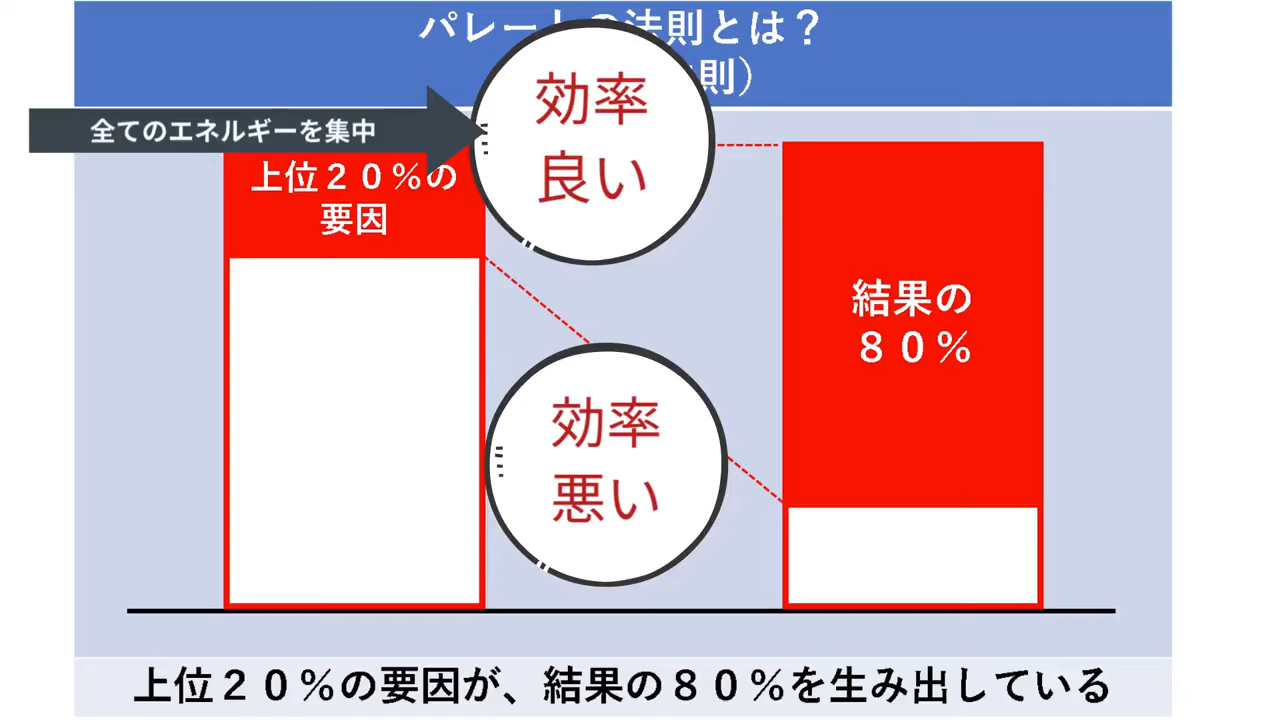 パレートの法則とは？
則）
効率
良い
全てのエネルギーを集中
上位２０％の
要因
結果の
８０％
効率
悪い
上位２０％の要因が、結果の８０％を生み出している